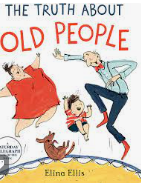 THE TRUTH ABOUT
OLD PEOPLE
Elina Ellis